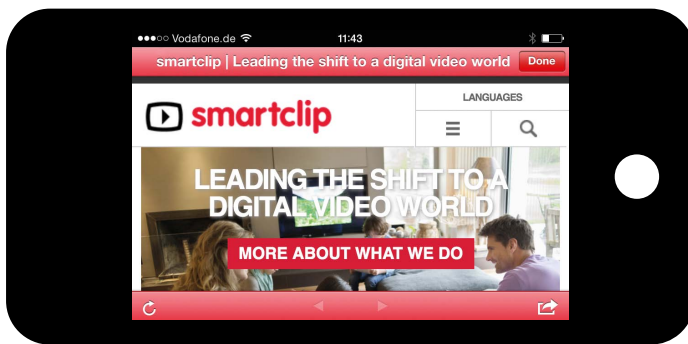 Vodafone.de
11:43
smartclip | Leading the shift to a digital video world
Done
smartclip
LANGUAGES
LEADING THE SHIFT TO A
DIGITAL VIDEO WORLD
MORE ABOUT WHAT WE DO